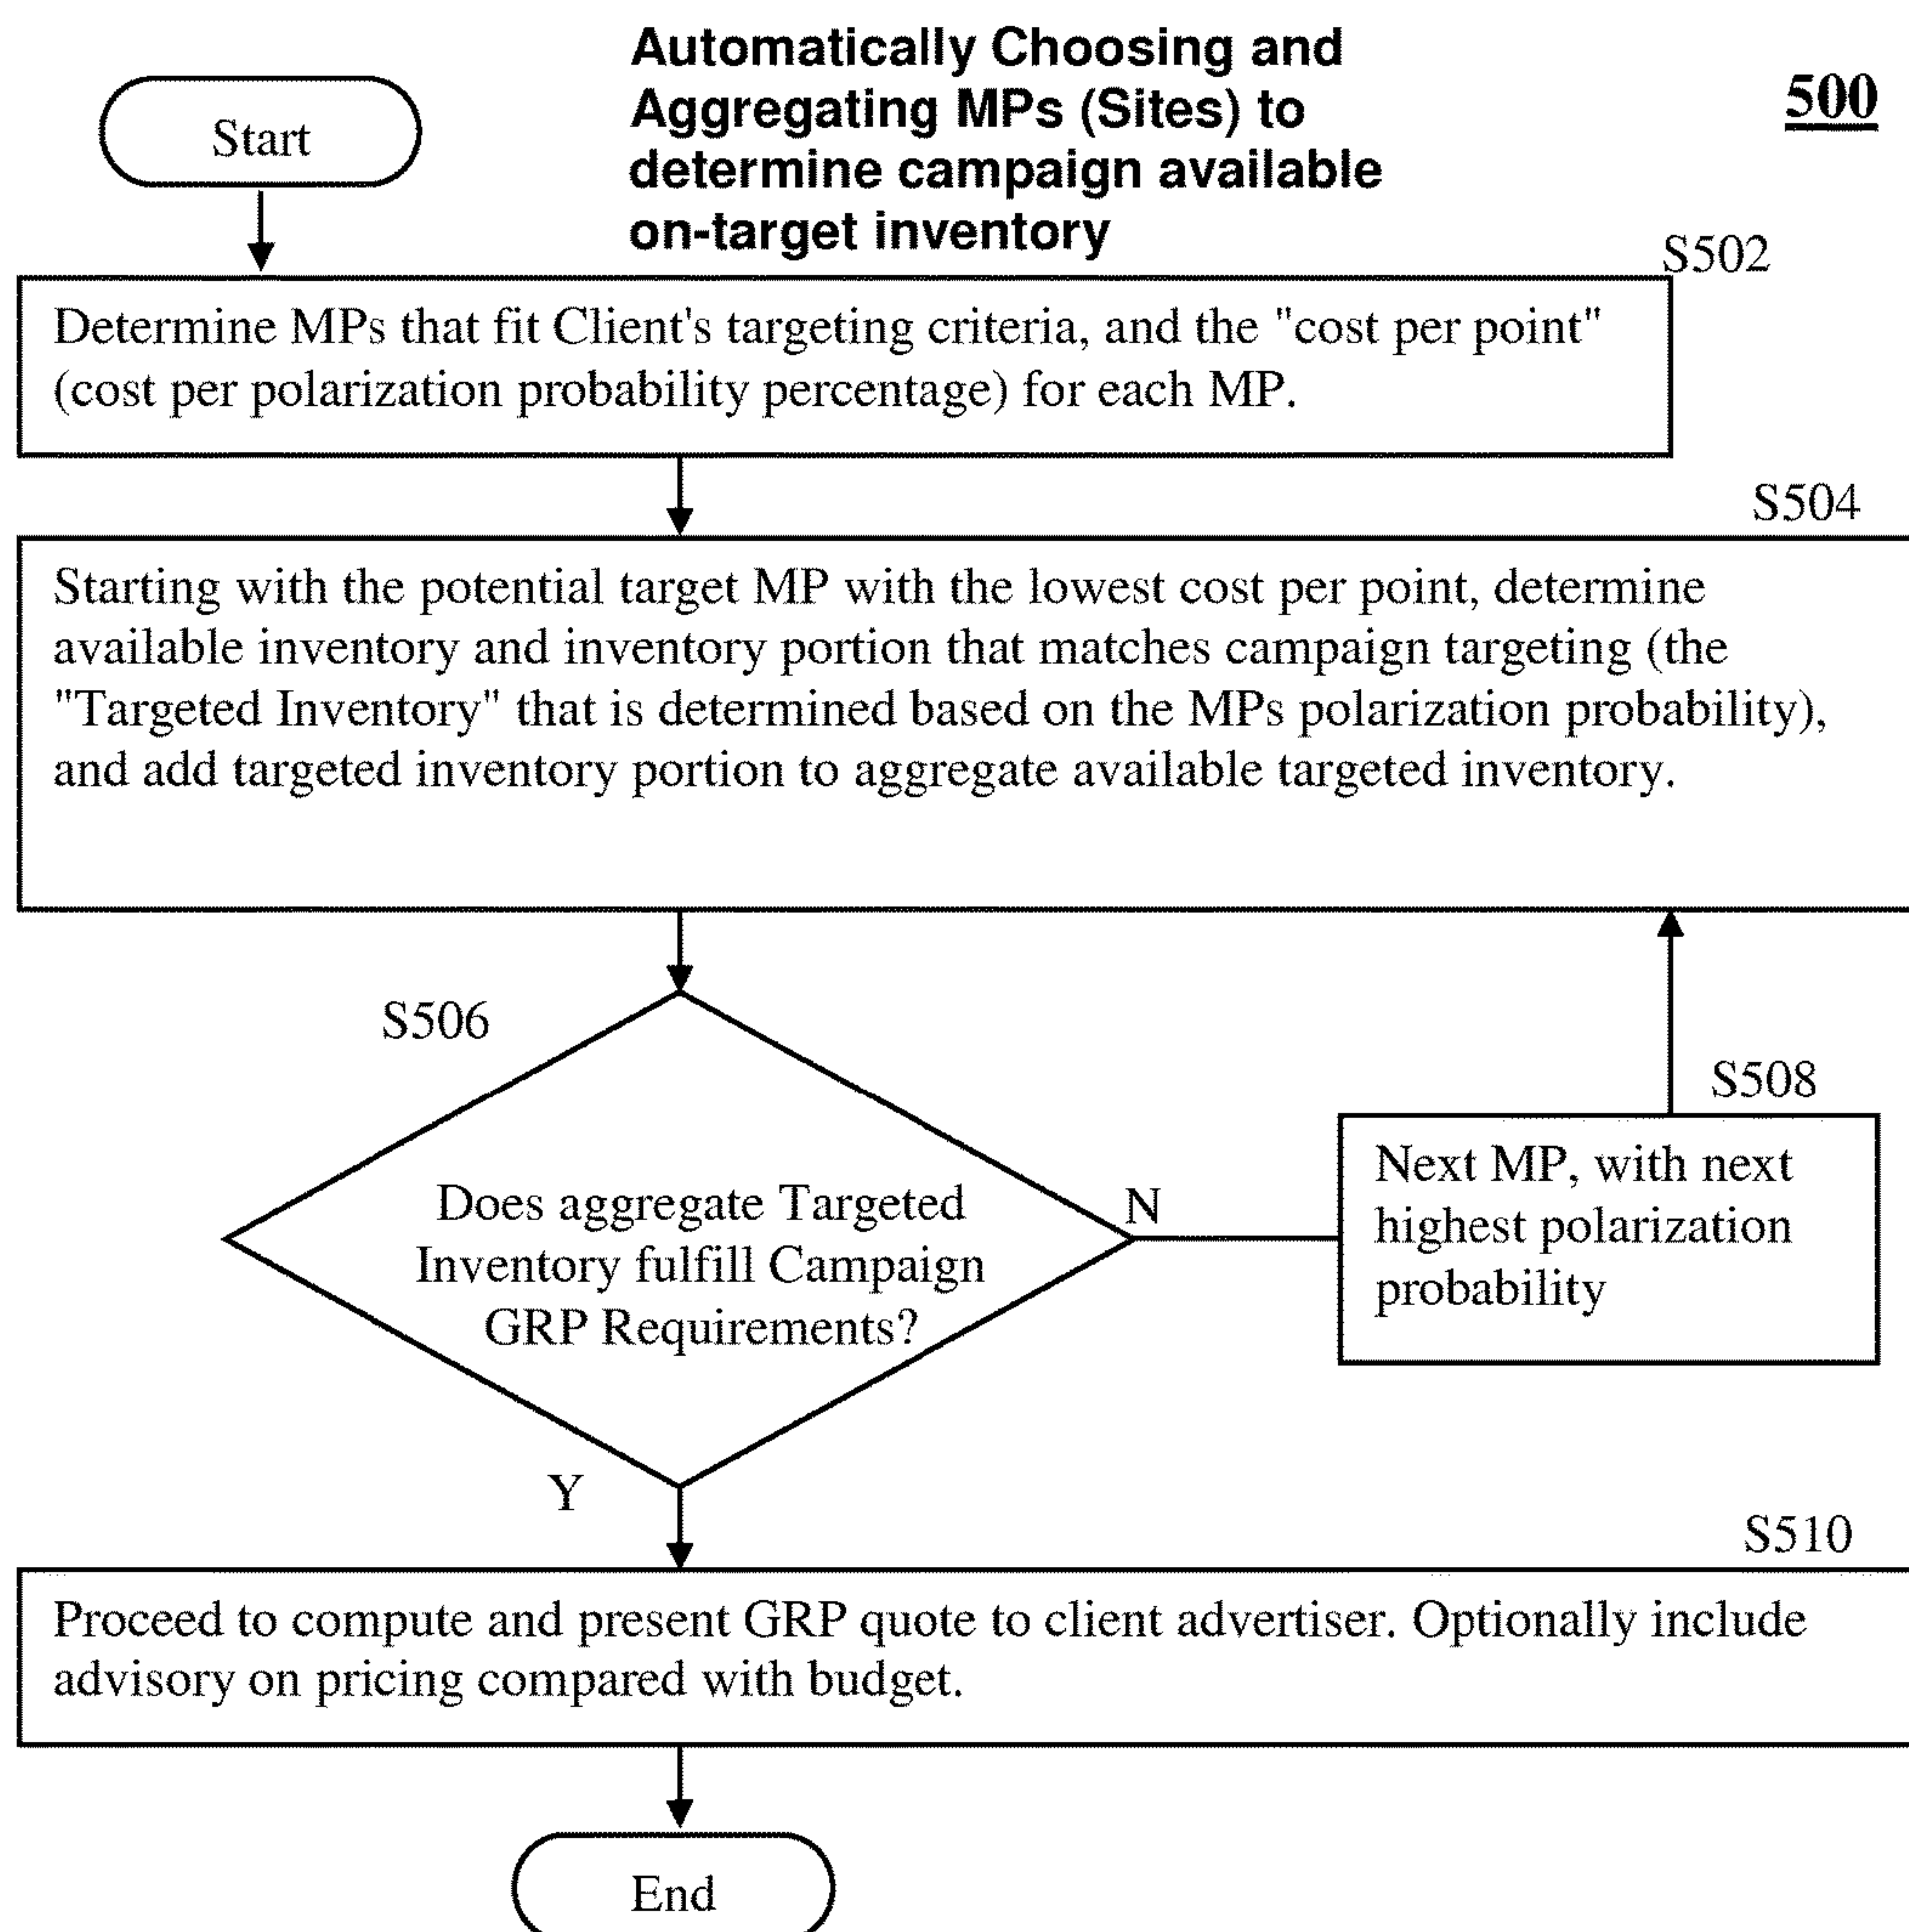 Automatically Choosing and
Aggregating MPs (Sites) to
determine campaign available
on-target inventory
500
Start
S502
Determine MPs that fit Client's targeting criteria, and the "cost per point"
(cost per polarization probability percentage) for each MP.
S504
Starting with the potential target MP with the lowest cost per point, determine
available inventory and inventory portion that matches campaign targeting (the
"Targeted Inventory" that is determined based on the MPs polarization probability),
and add targeted inventory portion to aggregate available targeted inventory.
S506
Does aggregate Targeted
Inventory fulfill Campaign
GRP Requirements?
N
S508
Next MP, with next
highest polarization
probability
Y
S510
Proceed to compute and present GRP quote to client advertiser. Optionally include
advisory on pricing compared with budget.
End